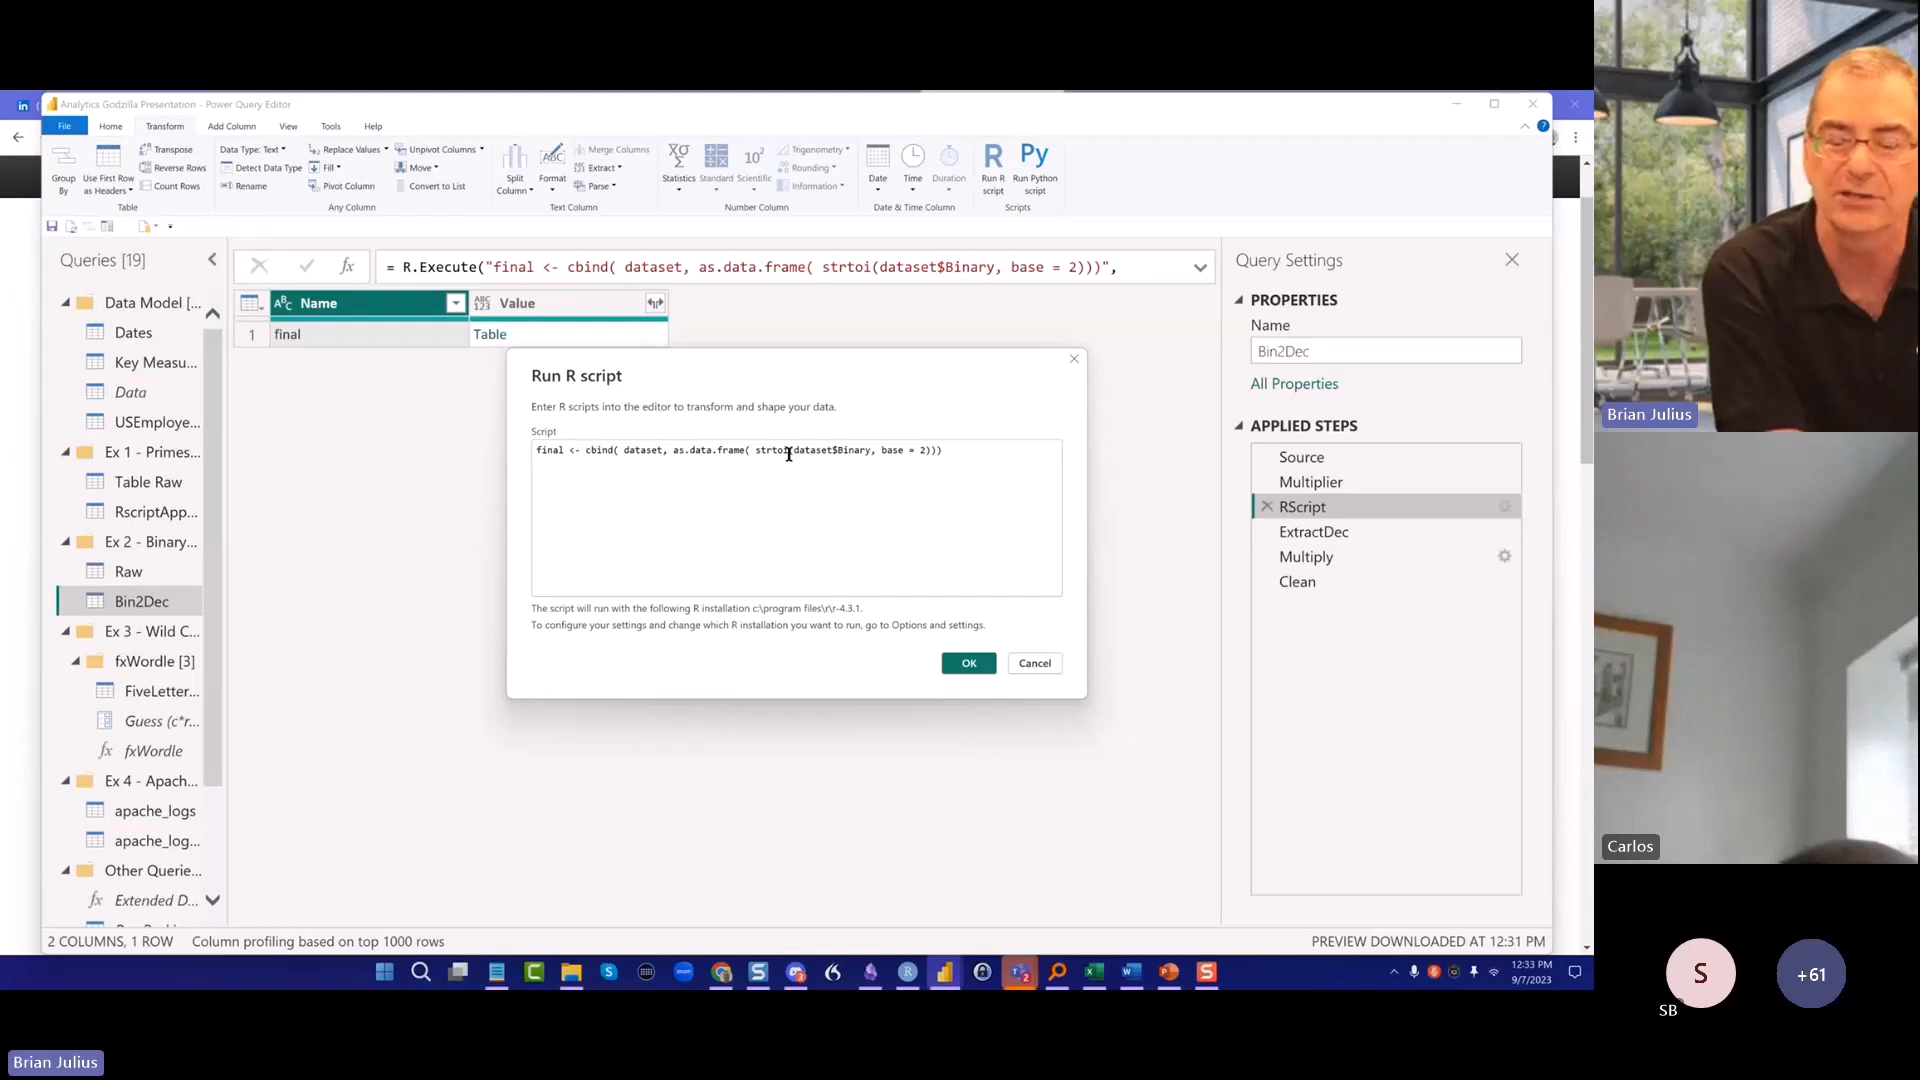 Analytics Godzilla Presentation - Power Query Editor
File
Home
Transform
Add Column
View
Tools
Help
Group By
Use First Row as Headers
Transpose
Reverse Rows
Count Rows
Table
Data Type: Text
Detect Data Type
Rename
Replace Values
Fill
Pivot Column
Unpivot Columns
Move
Convert to List
Any Column
Split Column
Format
Merge Columns
Extract
Parse
Text Column
Statistics
Standard
Scientific
Trigonometry
Rounding
Information
Number Column
Date
Time
Duration
Date & Time Column
Run R script
Run Python script
Scripts
Queries [19]
Data Model [...
Dates
Key Measu...
Data
USEmploye...
Ex 1 - Primes...
Table Raw
RscriptApp...
Ex 2 - Binary...
Raw
Bin2Dec
Ex 3 - Wild C...
fxWordle [3]
FiveLetter...
Guess (c*r...
fxWordle
Ex 4 - Apach...
apache_logs
apache_log...
Other Querie...
Extended D...
= R.Execute("final <- cbind( dataset, as.data.frame( strtoi(dataset$Binary, base = 2)))",
Name
Value
1
final
Table
Run R script
Enter R scripts into the editor to transform and shape your data.
Script
final <- cbind( dataset, as.data.frame( strtoi(dataset$Binary, base = 2)))
The script will run with the following R installation c:\program files\r\r-4.3.1.
To configure your settings and change which R installation you want to run, go to Options and settings.
OK
Cancel
Query Settings
PROPERTIES
Name
Bin2Dec
All Properties
APPLIED STEPS
Source
Multiplier
RScript
ExtractDec
Multiply
Clean
2 COLUMNS, 1 ROW
Column profiling based on top 1000 rows
PREVIEW DOWNLOADED AT 12:31 PM
12:33 PM
9/7/2023
Brian Julius
Carlos
S
SB
+61
Brian Julius